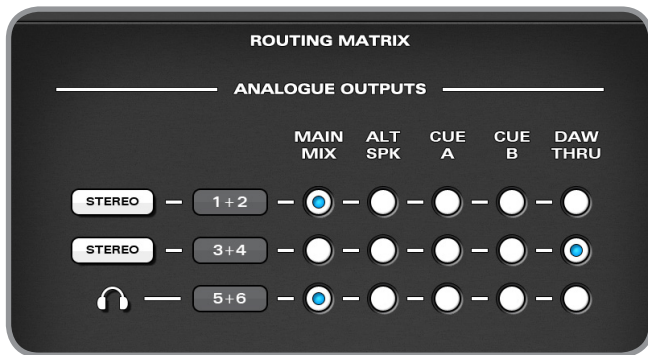 ROUTING MATRIX
ANALOGUE OUTPUTS
MAIN MIX ALT SPK CUE A CUE B DAW THRU
STEREO 1+2
STEREO 3+4
5+6